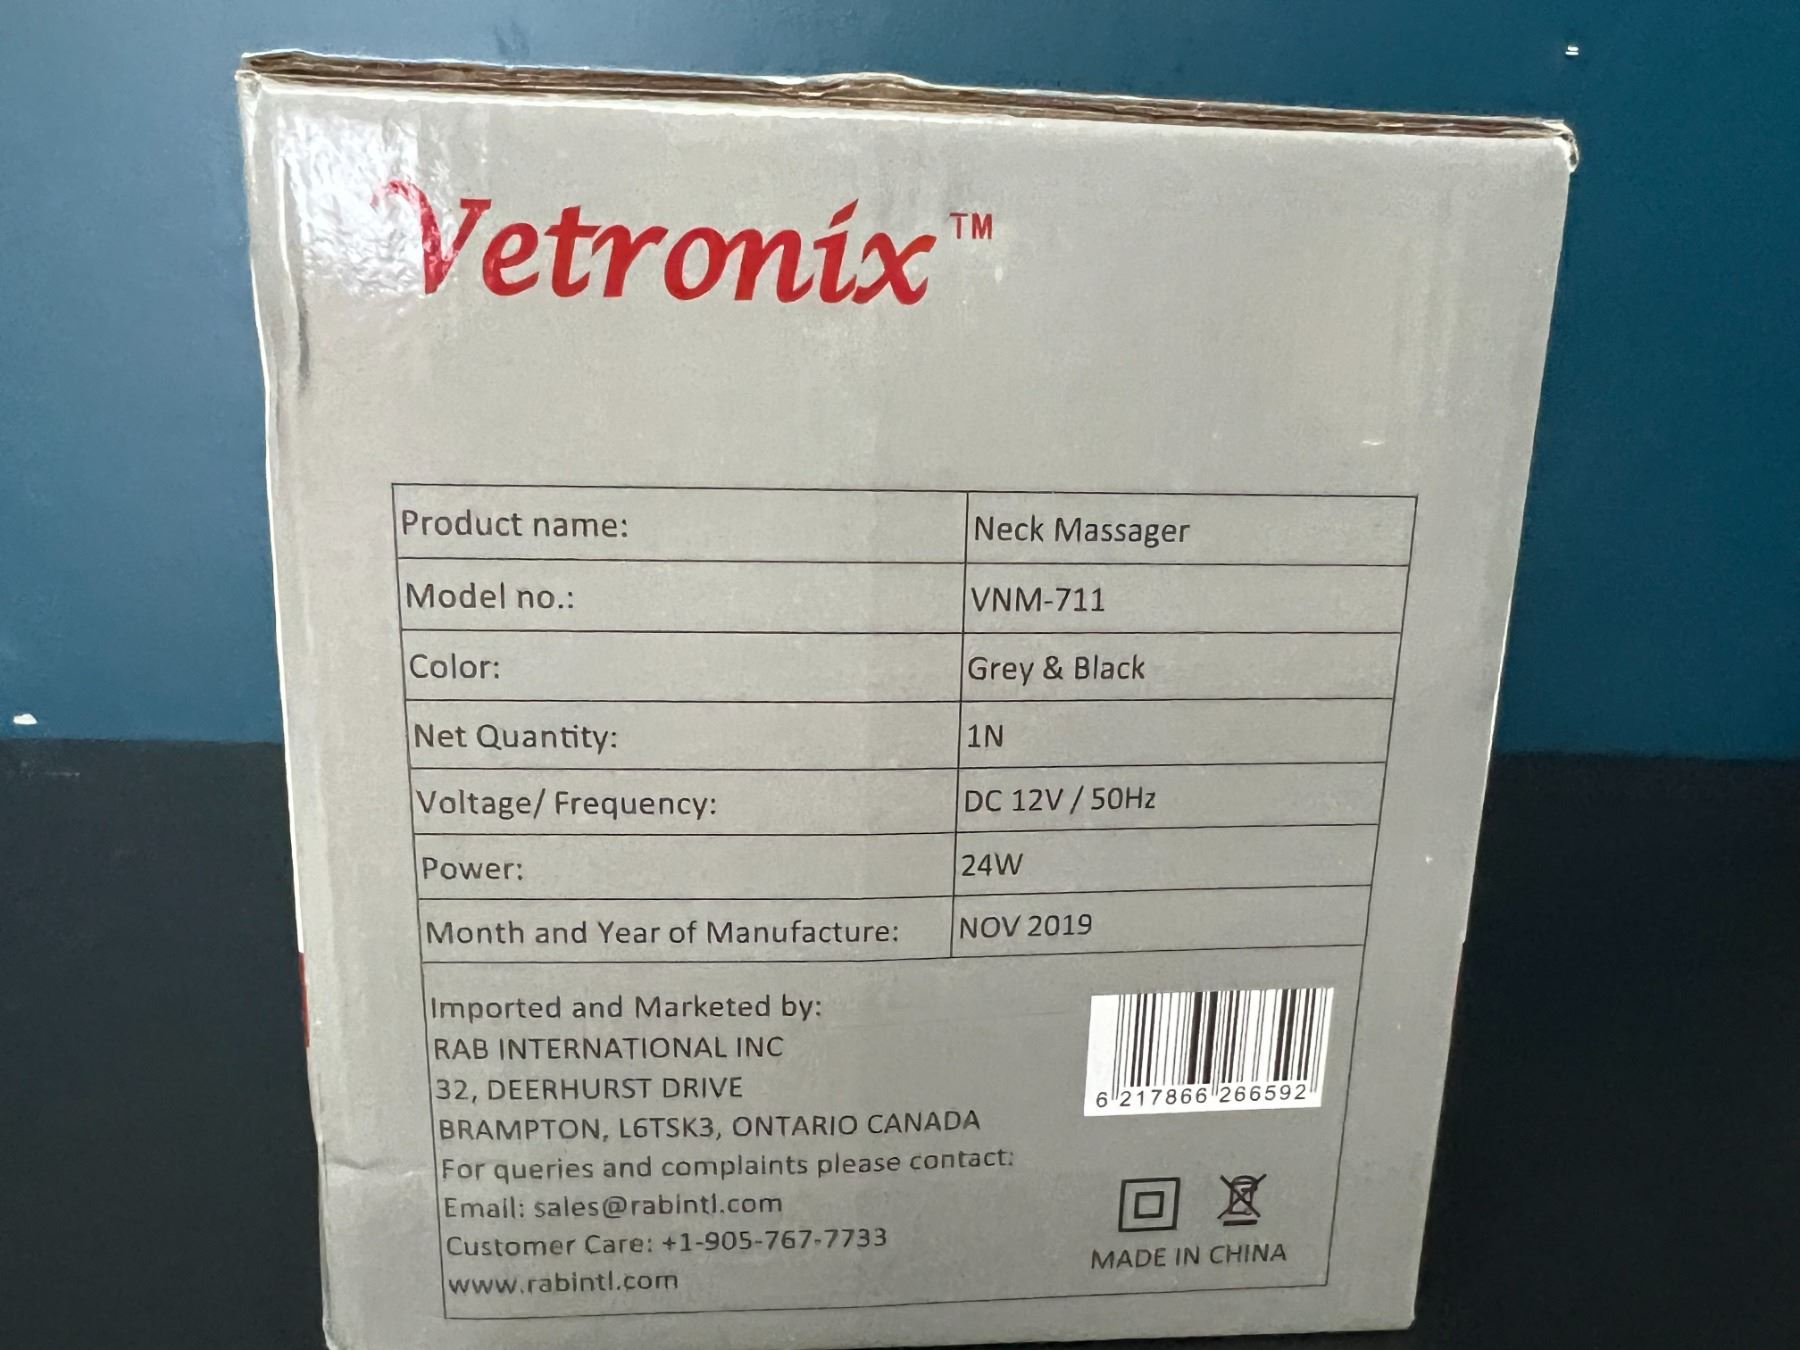 Vetronix™
Product name: Neck Massager
Model no.: VNM-711
Color: Grey & Black
Net Quantity: 1N
Voltage/ Frequency: DC 12V / 50Hz
Power: 24W
Month and Year of Manufacture: NOV 2019
Imported and Marketed by:
RAB INTERNATIONAL INC
32, DEERHURST DRIVE
BRAMPTON, L6TSK3, ONTARIO CANADA
For queries and complaints please contact:
Email: sales@rabintl.com
Customer Care: +1-905-767-7733
www.rabintl.com
6 217866 266592
MADE IN CHINA